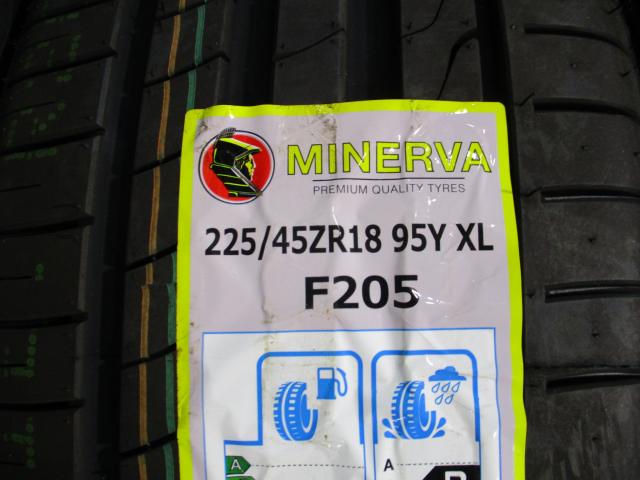 MINERVA
PREMIUM QUALITY TYRES
225/45ZR18 95Y XL
F205
A A